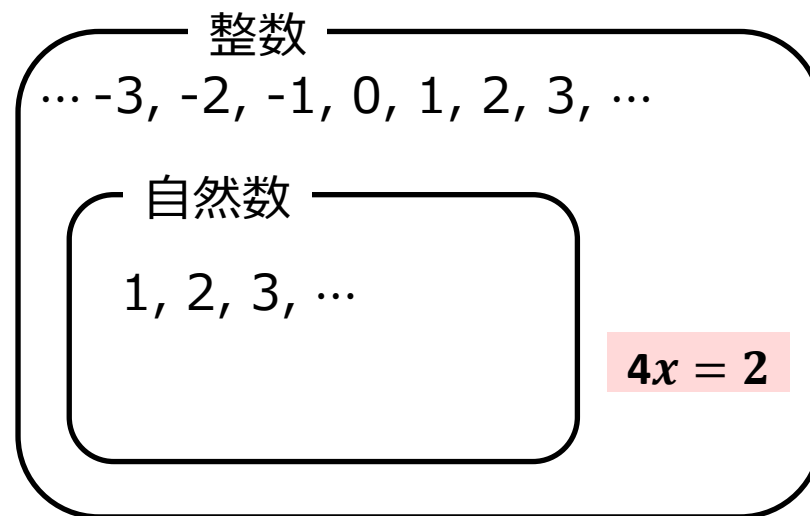 整数
… -3, -2, -1, 0, 1, 2, 3, …
自然数
1, 2, 3, …
4x = 2